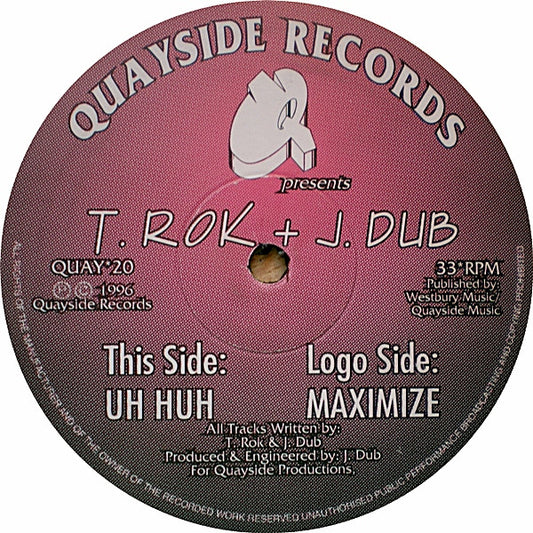 QUAYSIDE RECORDS
Q
presents
T. ROK + J. DUB
QUAY*20
Ⓟ © 1996
Quayside Records
33*RPM
Published by:
Westbury Music/
Quayside Music
This Side:
UH HUH
Logo Side:
MAXIMIZE
All Tracks Written by:
T. Rok & J. Dub
Produced & Engineered by: J. Dub
For Quayside Productions.
ALL RIGHTS OF THE MANUFACTURER AND OF THE OWNER OF THE RECORDED WORK RESERVED UNAUTHORISED PUBLIC PERFORMANCE BROADCASTING AND COPYING PROHIBITED